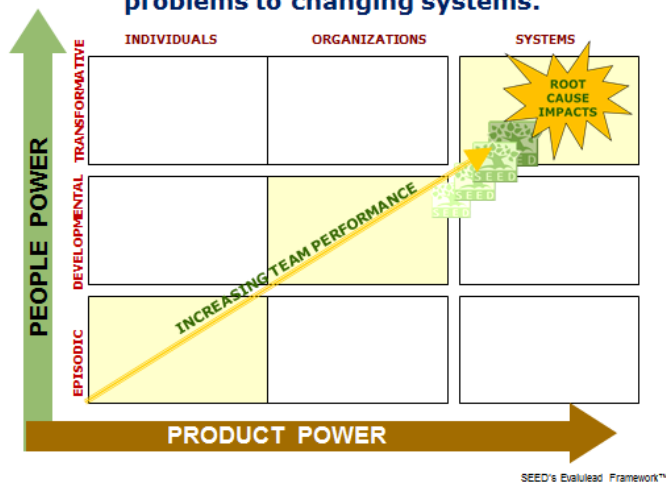 problems to changing systems.
INDIVIDUALS
ORGANIZATIONS
SYSTEMS
TRANSFORMATIVE
ROOT
CAUSE
IMPACTS
SEED
SEED
SEED
DEVELOPMENTAL
INCREASING TEAM PERFORMANCE
PEOPLE POWER
EPISODIC
PRODUCT POWER
SEED's Evalulead Framework™